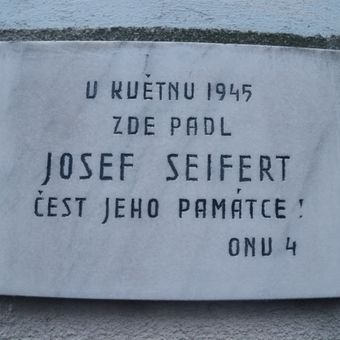 V KVĚTNU 1945
ZDE PADL
JOSEF SEIFERT
ČEST JEHO PAMÁTCE!
ONV 4